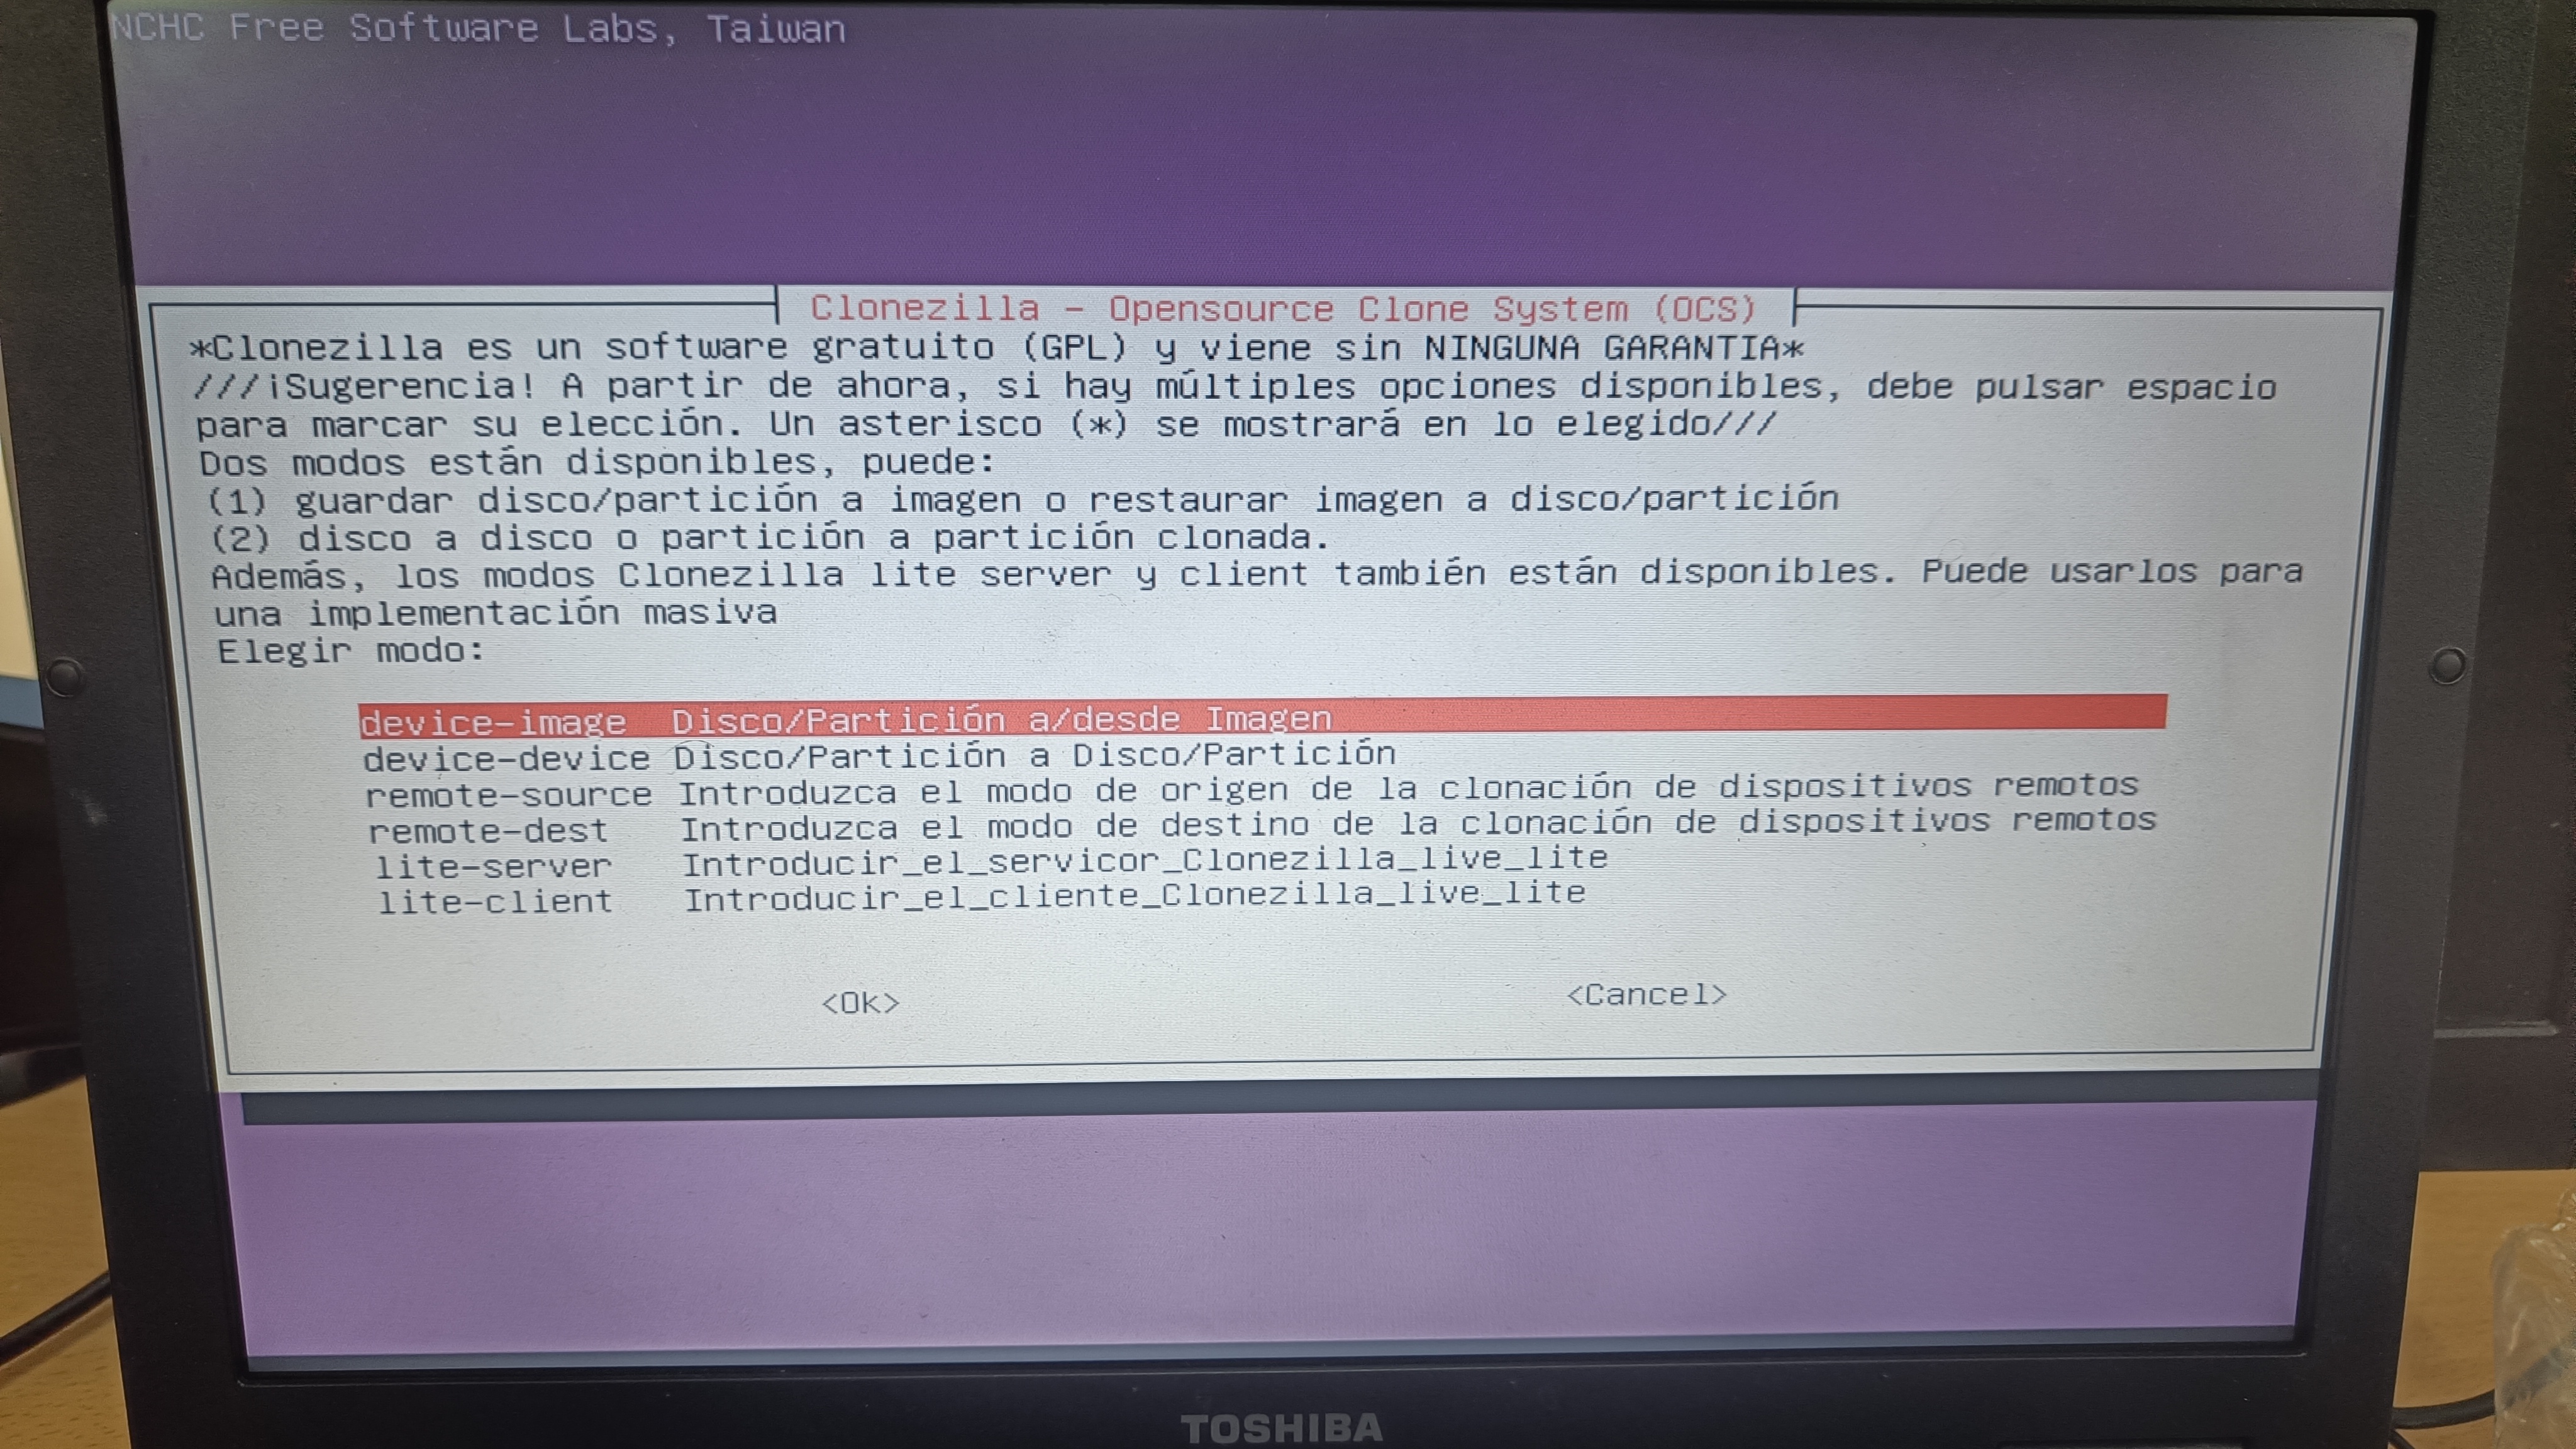 NCHC Free Software Labs, Taiwan
Clonezilla - Opensource Clone System (OCS)
*Clonezilla es un software gratuito (GPL) y viene sin NINGUNA GARANTIA*
///¡Sugerencia! A partir de ahora, si hay múltiples opciones disponibles, debe pulsar espacio
para marcar su elección. Un asterisco (*) se mostrará en lo elegido///
Dos modos están disponibles, puede:
(1) guardar disco/partición a imagen o restaurar imagen a disco/partición
(2) disco a disco o partición a partición clonada.
Además, los modos Clonezilla lite server y client también están disponibles. Puede usarlos para
una implementación masiva
Elegir modo:
device-image Disco/Partición a/desde Imagen
device-device Disco/Partición a Disco/Partición
remote-source Introduzca el modo de origen de la clonación de dispositivos remotos
remote-dest Introduzca el modo de destino de la clonación de dispositivos remotos
lite-server Introducir_el_servicor_Clonezilla_live_lite
lite-client Introducir_el_cliente_Clonezilla_live_lite
<Ok> <Cancel>
TOSHIBA